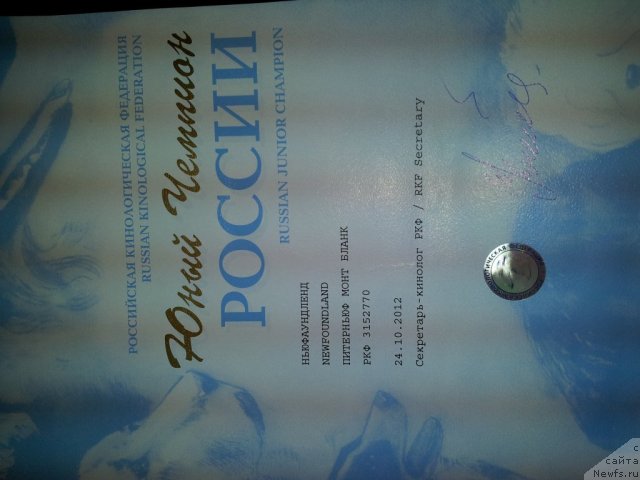 РОССИЙСКАЯ КИНОЛОГИЧЕСКАЯ ФЕДЕРАЦИЯ
RUSSIAN KINOLOGICAL FEDERATION
Юный Чемпион
РОССИИ
RUSSIAN JUNIOR CHAMPION
НЬЮФАУНДЛЕНД
NEWFOUNDLAND
ПИТЕРНЬЮФ МОНТ БЛАНК
РКФ 3152770
24.10.2012
Секретарь-кинолог РКФ / RKF Secretary
с
сайта
Newfs.ru